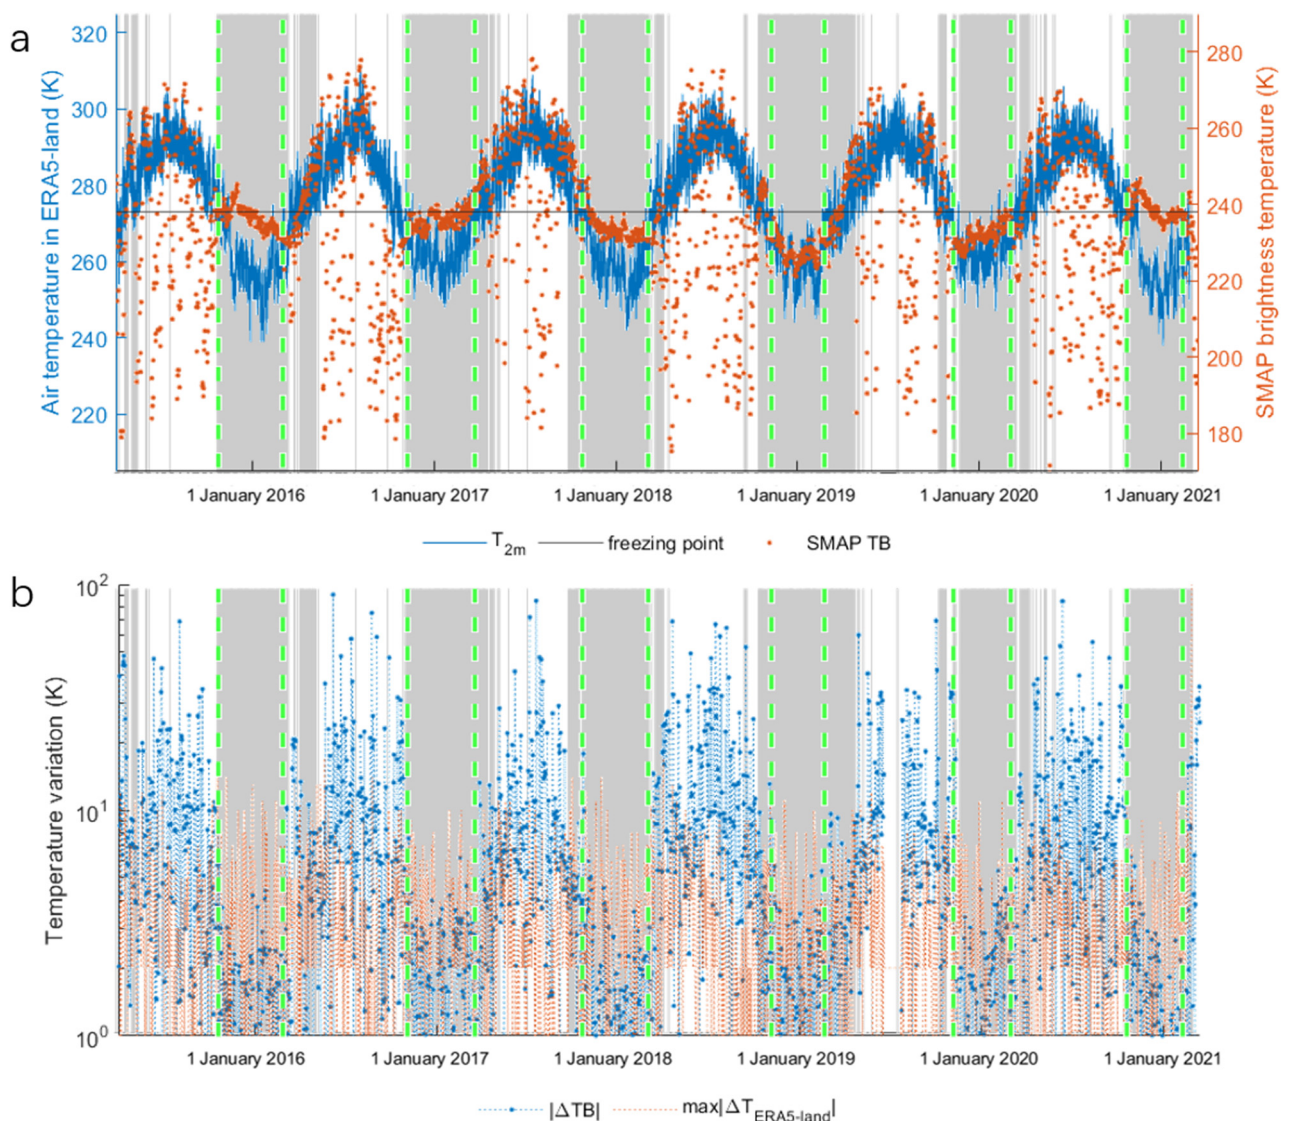 a
Air temperature in ERA5-land (K)
320
300
280
260
240
220
SMAP brightness temperature (K)
280
260
240
220
200
180
1 January 2016 1 January 2017 1 January 2018 1 January 2019 1 January 2020 1 January 2021
T2m freezing point SMAP TB
b
Temperature variation (K)
10²
10¹
10⁰
1 January 2016 1 January 2017 1 January 2018 1 January 2019 1 January 2020 1 January 2021
|ΔTB| max|ΔT ERA5-land|